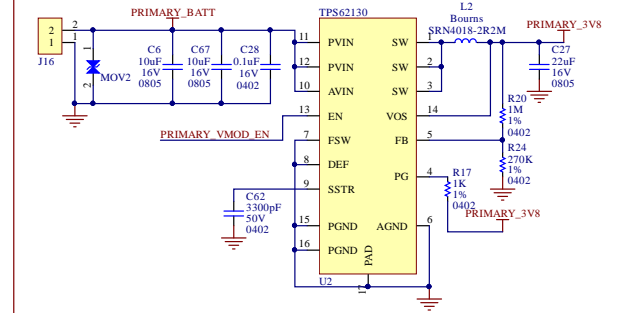 PRIMARY_BATT
2
1
2
1
J16
1
2
MOV2
C6
10uF
16V
0805
C67
10uF
16V
0805
C28
0.1uF
16V
0402
TPS62130
11
PVIN
12
PVIN
10
AVIN
13
EN
7
FSW
8
DEF
9
SSTR
15
PGND
16
PGND
SW
1
SW
2
SW
3
VOS
14
FB
5
PG
4
AGND
6
PAD
17
U2
PRIMARY_VMOD_EN
C62
3300pF
50V
0402
L2
Bourns
SRN4018-2R2M
PRIMARY_3V8
C27
22uF
16V
0805
R20
1M
1%
0402
R24
270K
1%
0402
R17
1K
1%
0402
PRIMARY_3V8